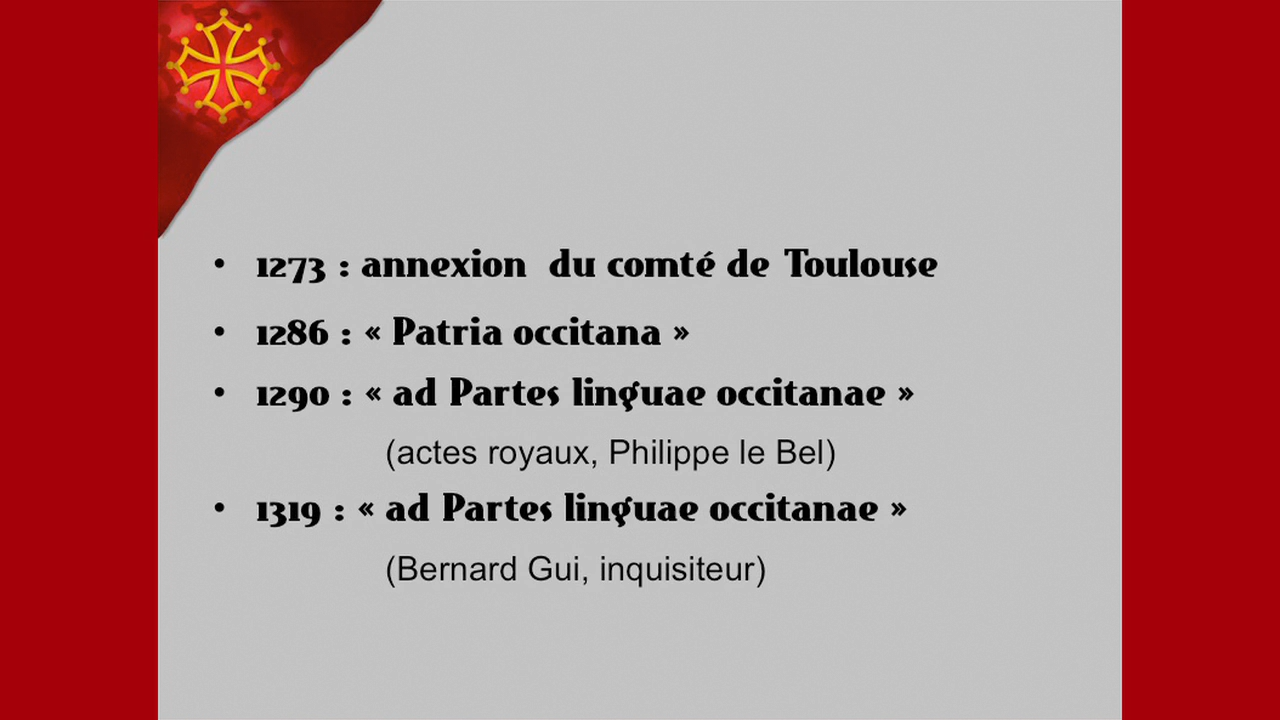 • 1273 : annexion du comté de Toulouse
• 1286 : « Patria occitana »
• 1290 : « ad Partes linguae occitanae »
(actes royaux, Philippe le Bel)
• 1319 : « ad Partes linguae occitanae »
(Bernard Gui, inquisiteur)